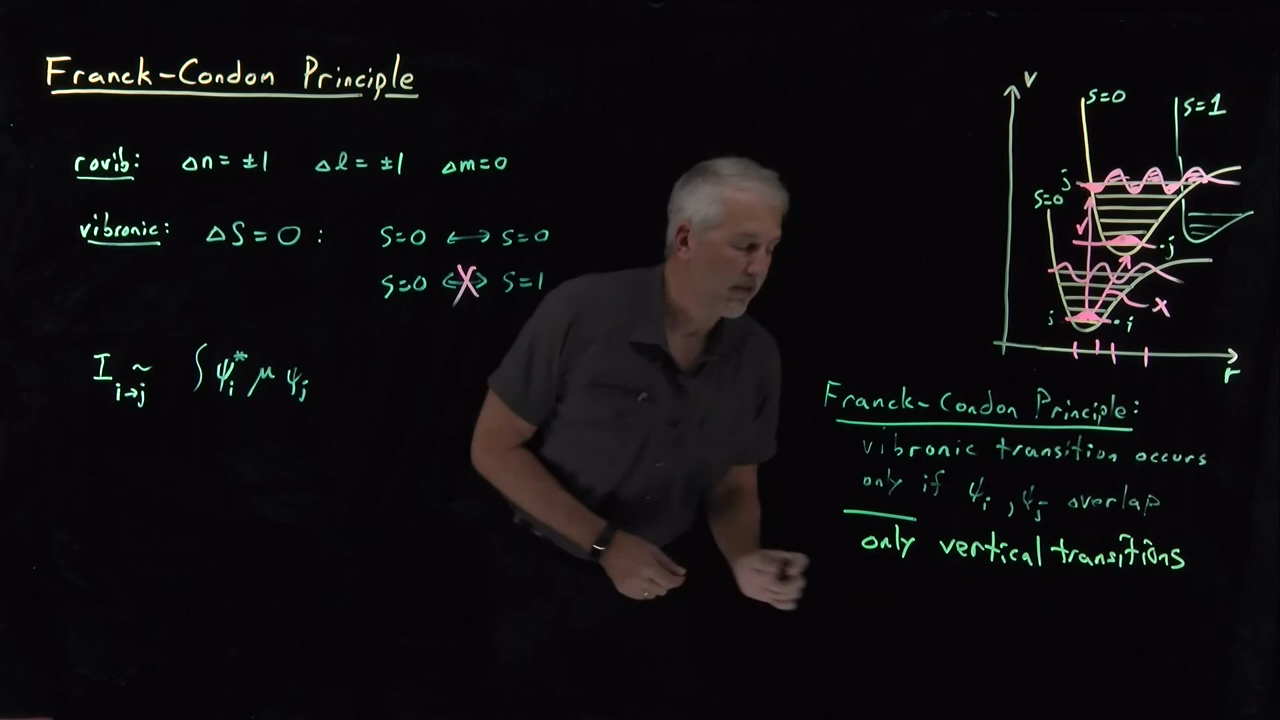 Franck-Condon Principle
rovib: Δn = ±1 Δl = ±1 Δm=0
vibronic: ΔS = 0 : S=0 ↔ S=0
S=0 ↔ S=1
I i→j ~ ∫ ψi* μ ψj
V
S=0
S=1
j
S=0
j
x
i
i
r
Franck-Condon Principle:
vibronic transition occurs
only if ψi , ψj overlap
only vertical transitions